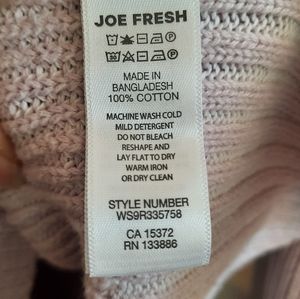 JOE FRESH
MADE IN
BANGLADESH
100% COTTON
MACHINE WASH COLD
MILD DETERGENT
DO NOT BLEACH
RESHAPE AND
LAY FLAT TO DRY
WARM IRON
OR DRY CLEAN
STYLE NUMBER
WS9R335758
CA 15372
RN 133886